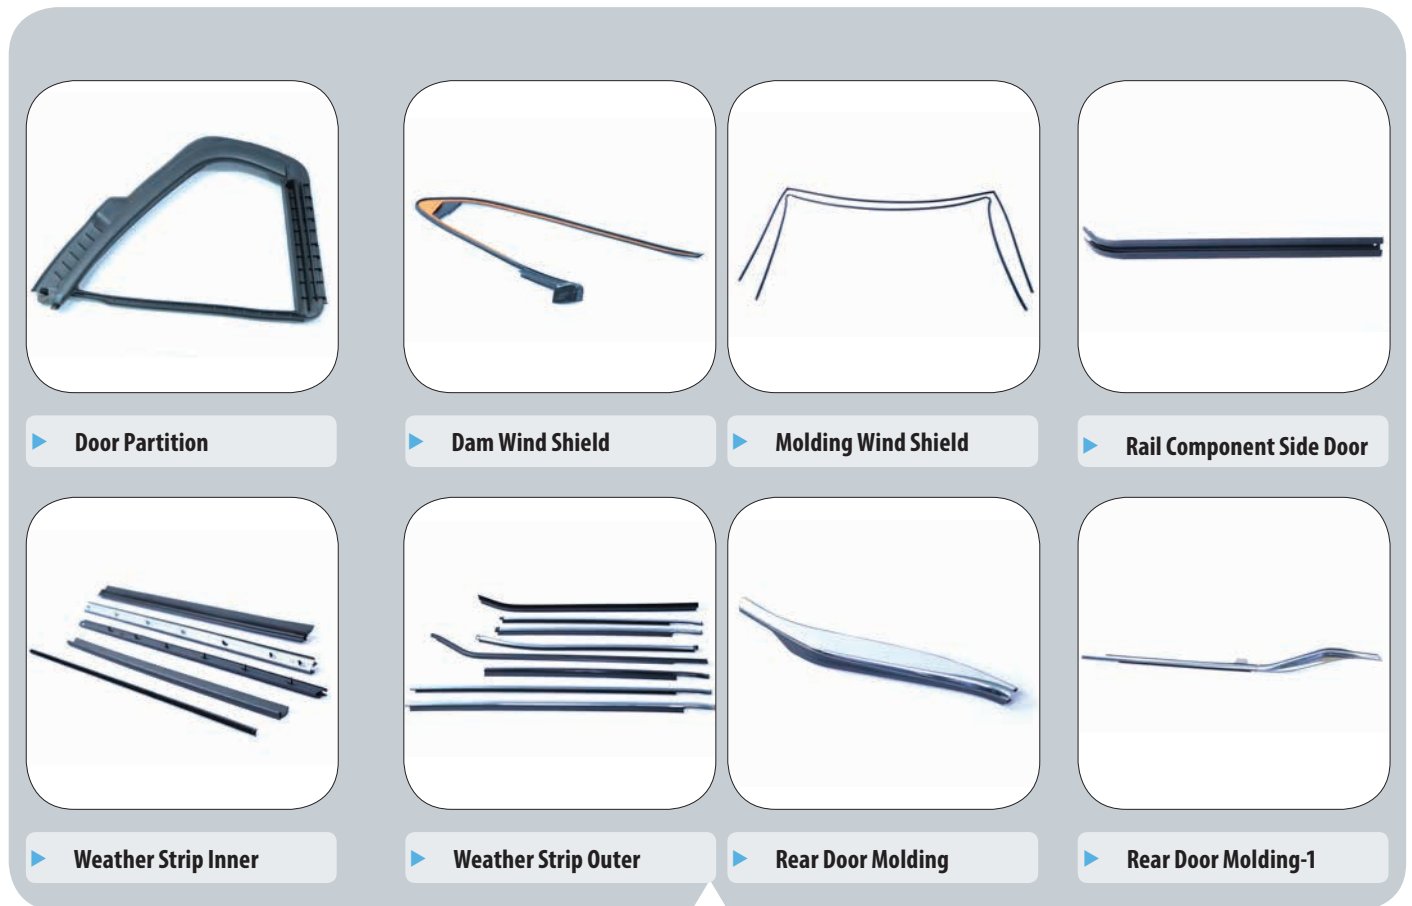 Door Partition
Dam Wind Shield
Molding Wind Shield
Rail Component Side Door
Weather Strip Inner
Weather Strip Outer
Rear Door Molding
Rear Door Molding-1